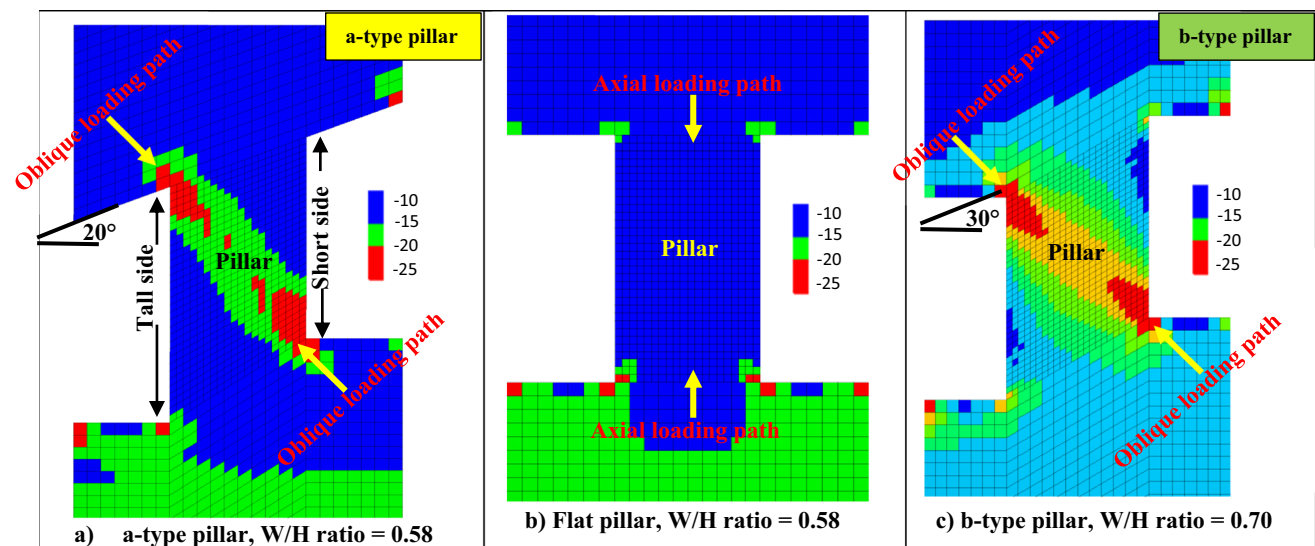 a-type pillar
Oblique loading path
20°
Tall side
Short side
Pillar
-10
-15
-20
-25
Oblique loading path
a) a-type pillar, W/H ratio = 0.58
Axial loading path
Pillar
-10
-15
-20
-25
Axial loading path
b) Flat pillar, W/H ratio = 0.58
b-type pillar
Oblique loading path
30°
Pillar
-10
-15
-20
-25
Oblique loading path
c) b-type pillar, W/H ratio = 0.70